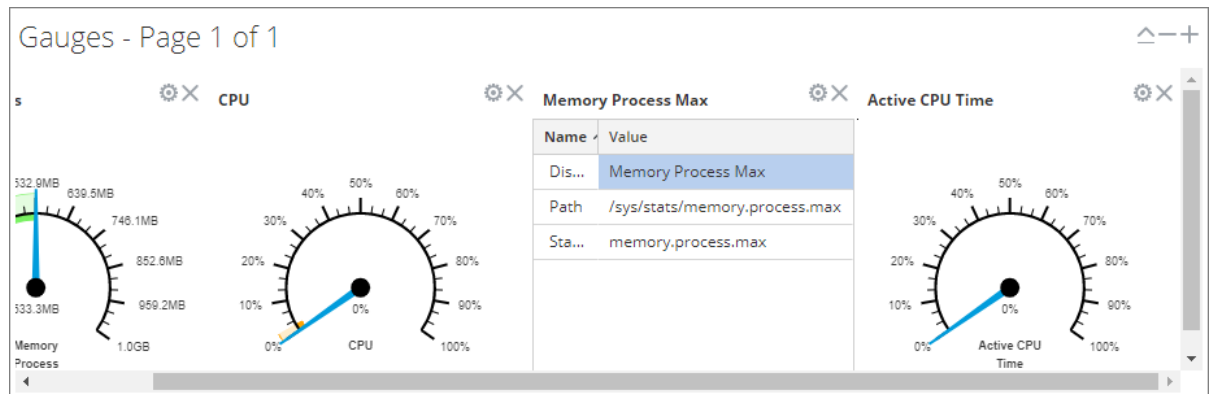 Gauges - Page 1 of 1
s
CPU
Memory Process Max
Active CPU Time
Name Value
Dis... Memory Process Max
Path /sys/stats/memory.process.max
Sta... memory.process.max
532.9MB
639.5MB
746.1MB
852.6MB
959.2MB
1.0GB
533.3MB
Memory
Process
0%
10%
20%
30%
40%
50%
60%
70%
80%
90%
100%
0%
CPU
0%
10%
20%
30%
40%
50%
60%
70%
80%
90%
100%
0%
Active CPU
Time